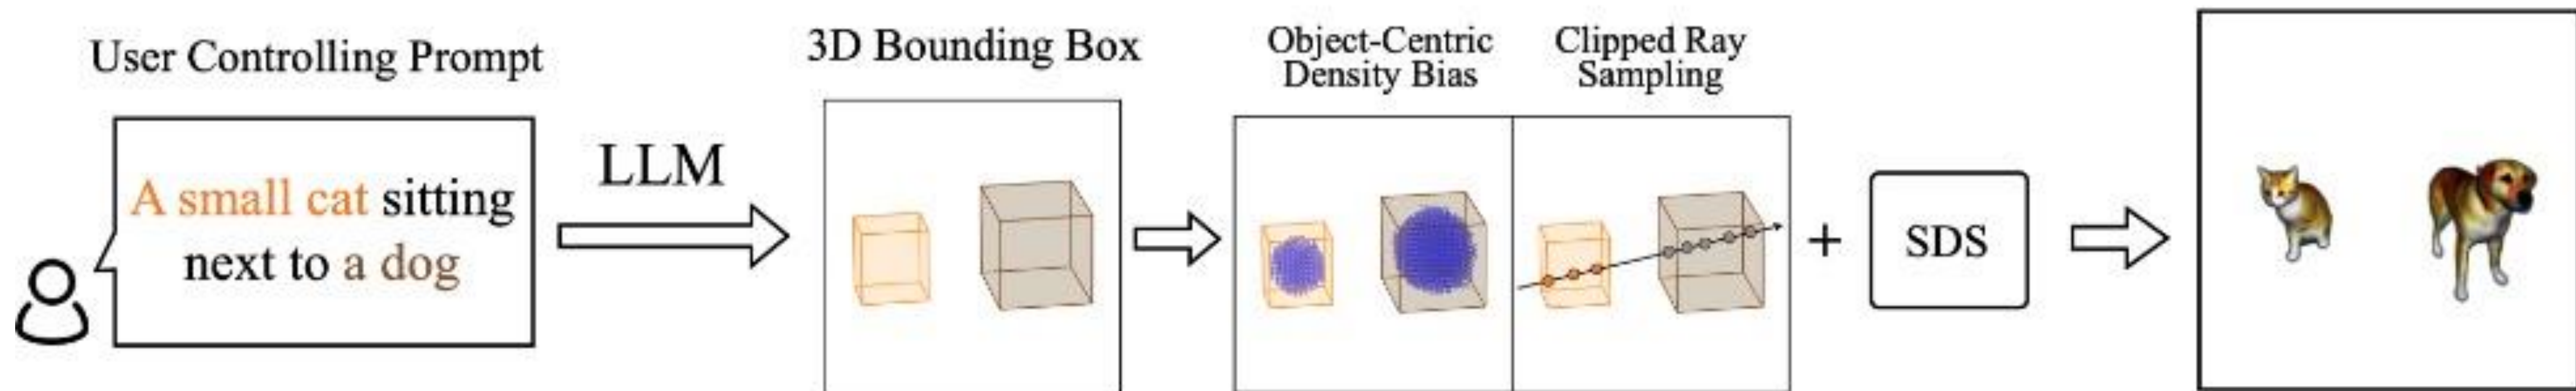 User Controlling Prompt
A small cat sitting
next to a dog
LLM
3D Bounding Box
Object-Centric
Density Bias
Clipped Ray
Sampling
+
SDS